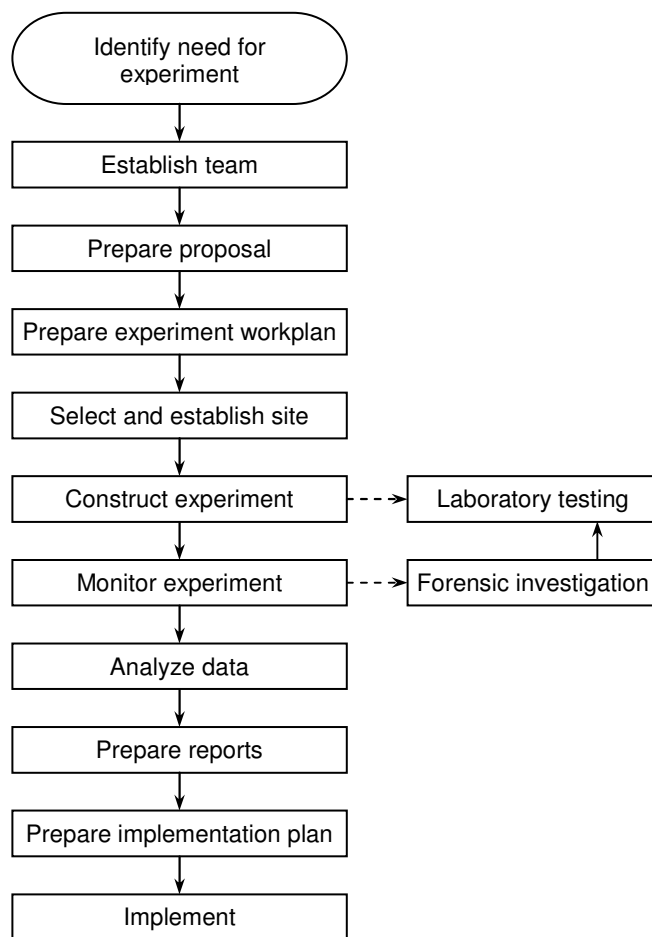 Identify need for
experiment
Establish team
Prepare proposal
Prepare experiment workplan
Select and establish site
Construct experiment
Laboratory testing
Monitor experiment
Forensic investigation
Analyze data
Prepare reports
Prepare implementation plan
Implement